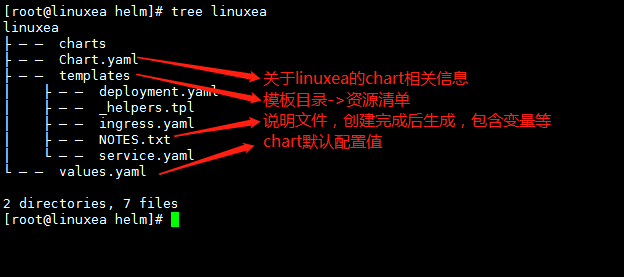 [root@linuxea helm]# tree linuxea
linuxea
├ ─ ─  charts
├ ─ ─  Chart.yaml
├ ─ ─  templates
│    ├ ─ ─  deployment.yaml
│    ├ ─ ─  _helpers.tpl
│    ├ ─ ─  ingress.yaml
│    ├ ─ ─  NOTES.txt
│    └ ─ ─  service.yaml
└ ─ ─  values.yaml
关于linuxea的chart相关信息
模板目录->资源清单
说明文件，创建完成后生成，包含变量等
chart默认配置值
2 directories, 7 files
[root@linuxea helm]#